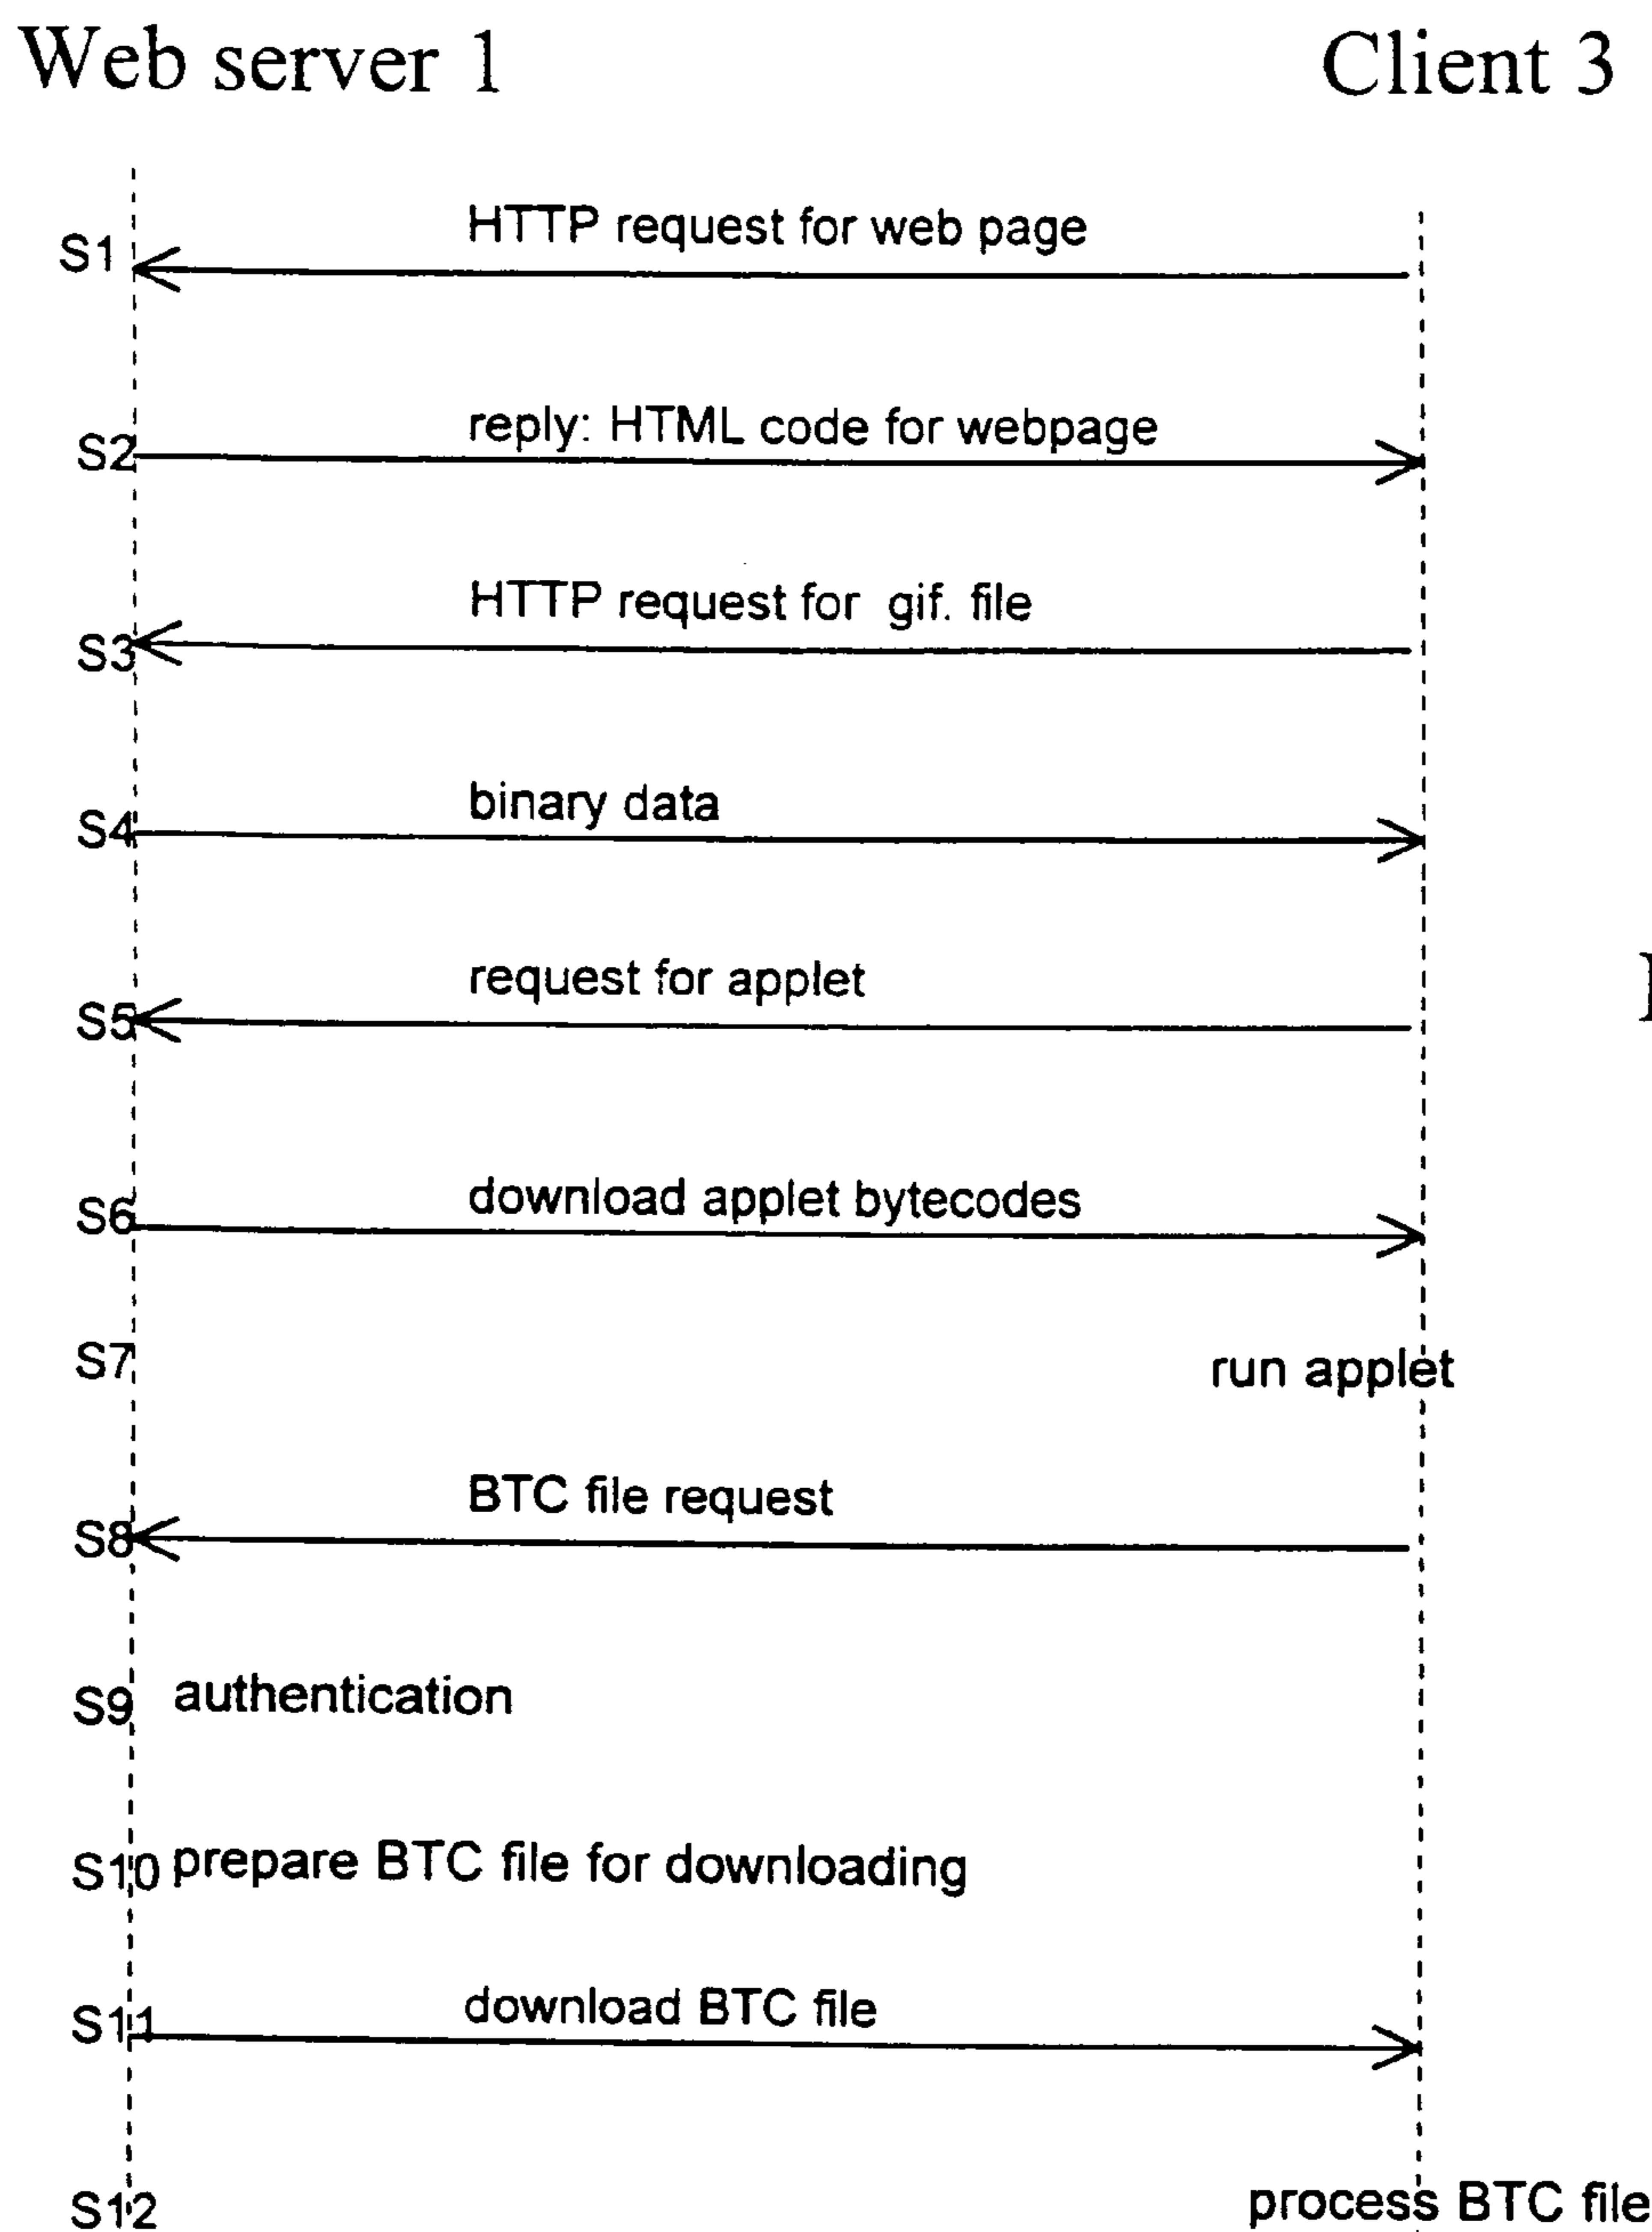 Web server 1 Client 3
HTTP request for web page
S1
reply: HTML code for webpage
S2
HTTP request for gif. file
S3
binary data
S4
request for applet
S5
download applet bytecodes
S6
S7 run applet
BTC file request
S8
S9 authentication
S10 prepare BTC file for downloading
download BTC file
S11
S12 process BTC file